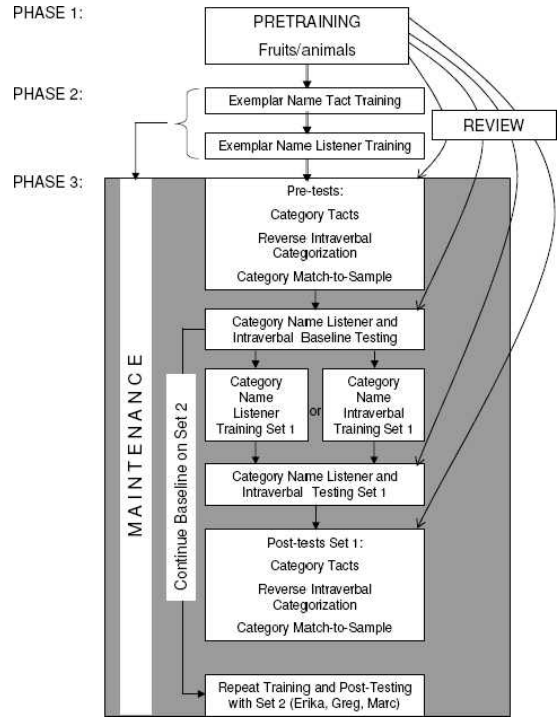 PHASE 1:
PRETRAINING
Fruits/animals
PHASE 2:
Exemplar Name Tact Training
REVIEW
Exemplar Name Listener Training
PHASE 3:
MAINTENANCE
Pre-tests:
Category Tacts
Reverse Intraverbal
Categorization
Category Match-to-Sample
Category Name Listener and
Intraverbal Baseline Testing
Continue Baseline on Set 2
Category
Name
Listener
Training Set 1
or
Category
Name
Intraverbal
Training Set 1
Category Name Listener and
Intraverbal Testing Set 1
Post-tests Set 1:
Category Tacts
Reverse Intraverbal
Categorization
Category Match-to-Sample
Repeat Training and Post-Testing
with Set 2 (Erika, Greg, Marc)